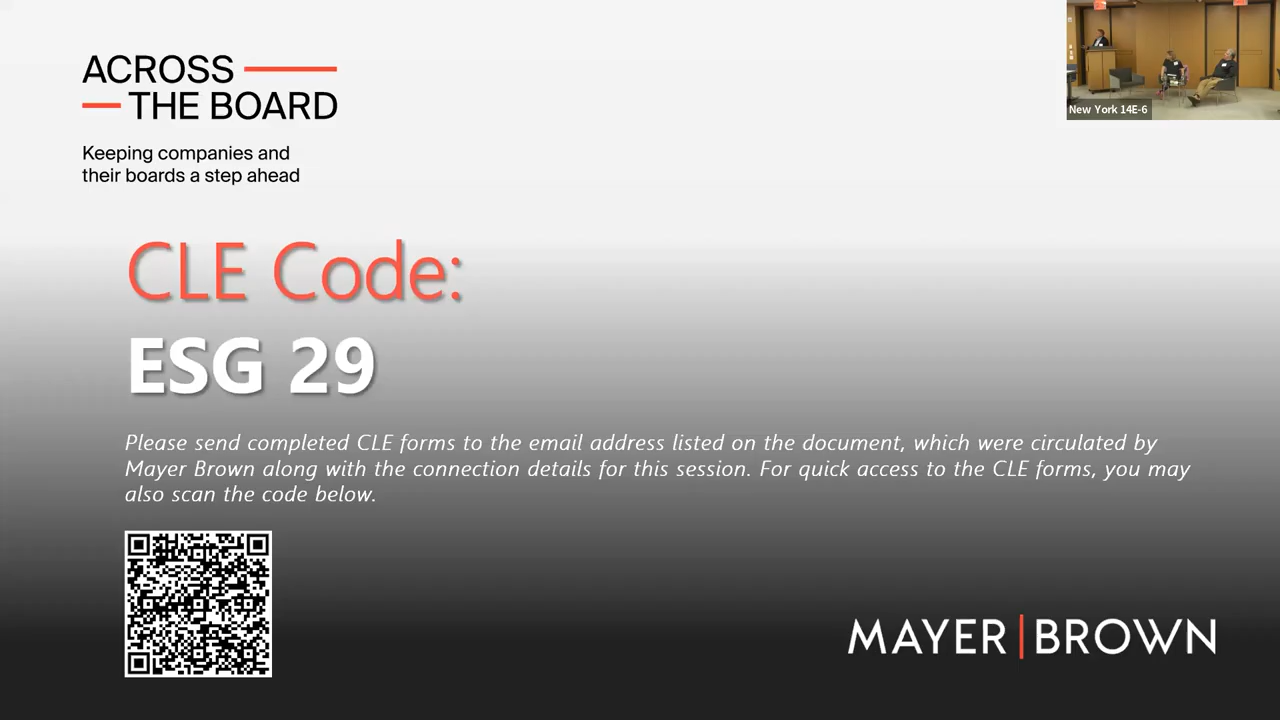 ACROSS
THE BOARD
Keeping companies and
their boards a step ahead
New York 14E-6
CLE Code:
ESG 29
Please send completed CLE forms to the email address listed on the document, which were circulated by
Mayer Brown along with the connection details for this session. For quick access to the CLE forms, you may
also scan the code below.
MAYER|BROWN